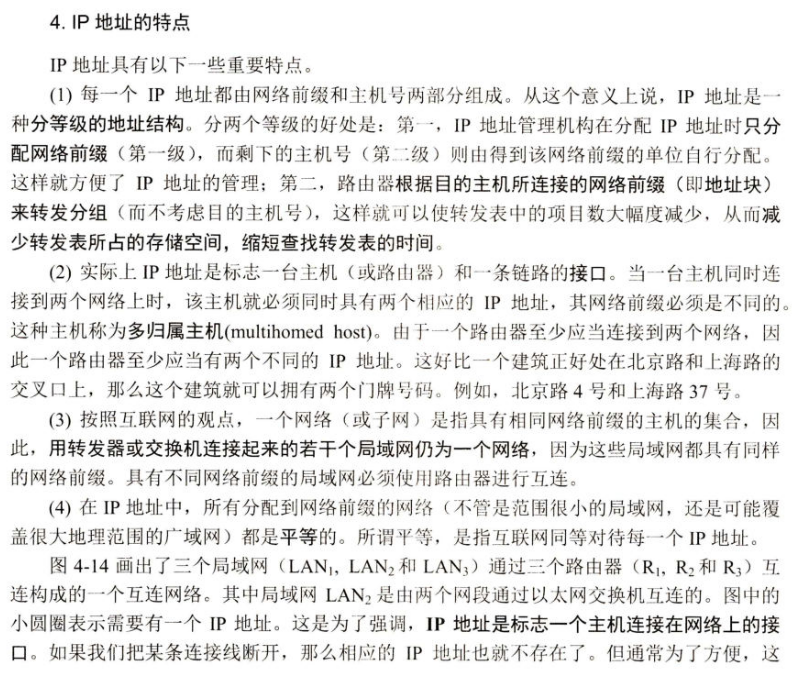 4. IP 地址的特点
IP 地址具有以下一些重要特点。
(1) 每一个 IP 地址都由网络前缀和主机号两部分组成。从这个意义上说，IP 地址是一
种分等级的地址结构。分两个等级的好处是：第一，IP 地址管理机构在分配 IP 地址时只分
配网络前缀（第一级），而剩下的主机号（第二级）则由得到该网络前缀的单位自行分配。
这样就方便了 IP 地址的管理；第二，路由器根据目的主机所连接的网络前缀（即地址块）
来转发分组（而不考虑目的主机号），这样就可以使转发表中的项目数大幅度减少，从而减
少转发表所占的存储空间，缩短查找转发表的时间。
(2) 实际上 IP 地址是标志一台主机（或路由器）和一条链路的接口。当一台主机同时连
接到两个网络上时，该主机就必须同时具有两个相应的 IP 地址，其网络前缀必须是不同的。
这种主机称为多归属主机(multihomed host)。由于一个路由器至少应当连接到两个网络，因
此一个路由器至少应当有两个不同的 IP 地址。这好比一个建筑正好处在北京路和上海路的
交叉口上，那么这个建筑就可以拥有两个门牌号码。例如，北京路 4 号和上海路 37 号。
(3) 按照互联网的观点，一个网络（或子网）是指具有相同网络前缀的主机的集合，因
此，用转发器或交换机连接起来的若干个局域网仍为一个网络，因为这些局域网都具有同样
的网络前缀。具有不同网络前缀的局域网必须使用路由器进行互连。
(4) 在 IP 地址中，所有分配到网络前缀的网络（不管是范围很小的局域网，还是可能覆
盖很大地理范围的广域网）都是平等的。所谓平等，是指互联网同等对待每一个 IP 地址。
图 4-14 画出了三个局域网（LAN₁, LAN₂ 和 LAN₃）通过三个路由器（R₁, R₂ 和 R₃）互
连构成的一个互连网络。其中局域网 LAN₂ 是由两个网段通过以太网交换机互连的。图中的
小圆圈表示需要有一个 IP 地址。这是为了强调，IP 地址是标志一个主机连接在网络上的接
口。如果我们把某条连接线断开，那么相应的 IP 地址也就不存在了。但通常为了方便，这